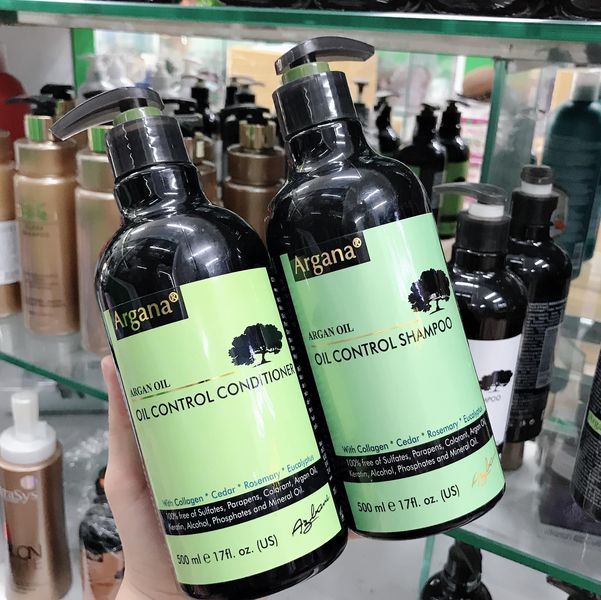 Argana®
ARGAN OIL
OIL CONTROL CONDITIONER
With Collagen * Cedar * Rosemary * Eucalyptus
100% free of Sulfates, Parapens, Colorant, Argan Oil,
Keratin, Alcohol, Phosphates and Mineral Oil.
500 ml e 17fl. oz. (US)
Argana®
ARGAN OIL
OIL CONTROL SHAMPOO
With Collagen * Cedar * Rosemary * Eucalyptus
100% free of Sulfates, Parapens, Colorant, Argan Oil,
Keratin, Alcohol, Phosphates and Mineral Oil.
500 ml e 17fl. oz. (US)
SHAMPOO